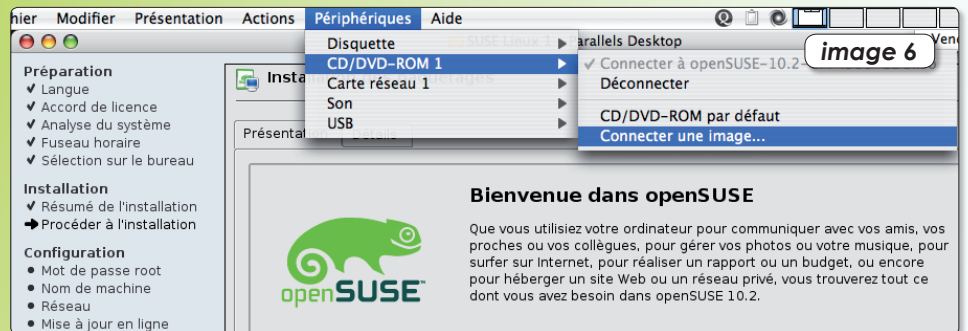 hier Modifier Présentation Actions Périphériques Aide
SUSE Linux 1 Parallels Desktop
Ven
image 6
Disquette
CD/DVD-ROM 1
Carte réseau 1
Son
USB
Connecter à openSUSE-10.2-
Déconnecter
CD/DVD-ROM par défaut
Connecter une image...
Préparation
Langue
Accord de licence
Analyse du système
Fuseau horaire
Sélection sur le bureau
Installation
Résumé de l'installation
Procéder à l'installation
Configuration
Mot de passe root
Nom de machine
Réseau
Mise à jour en ligne
Présentation Détails
Bienvenue dans openSUSE
Que vous utilisiez votre ordinateur pour communiquer avec vos amis, vos
proches ou vos collègues, pour gérer vos photos ou votre musique, pour
surfer sur Internet, pour réaliser un rapport ou un budget, ou encore
pour héberger un site Web ou un réseau privé, vous trouverez tout ce
dont vous avez besoin dans openSUSE 10.2.
openSUSE